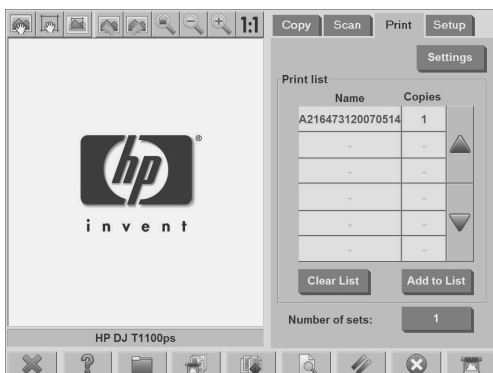 1:1
Copy Scan Print Setup
Settings
Print list
Name Copies
A216473120070514 1
- -
- -
- -
- -
- -
Clear List Add to List
Number of sets: 1
hp®
invent
HP DJ T1100ps